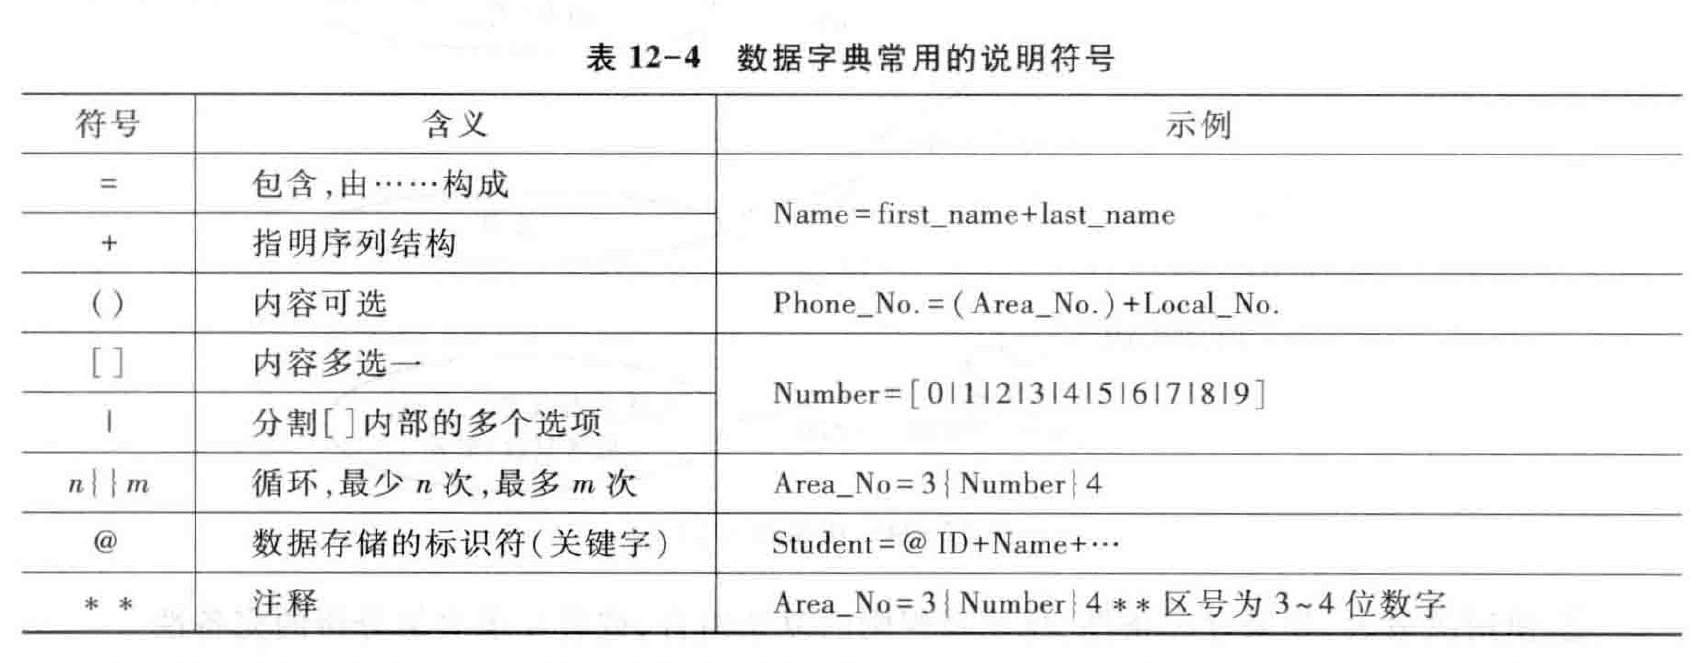 表 12-4 数据字典常用的说明符号
符号 含义 示例
= 包含,由……构成
Name=first_name+last_name
+ 指明序列结构
( ) 内容可选 Phone_No.=(Area_No.)+Local_No.
[ ] 内容多选一
Number=[0|1|2|3|4|5|6|7|8|9]
| 分割[ ]内部的多个选项
n{ }m 循环,最少 n 次,最多 m 次 Area_No=3{Number}4
@ 数据存储的标识符(关键字) Student=@ ID+Name+…
* * 注释 Area_No=3{Number}4 * * 区号为 3~4 位数字